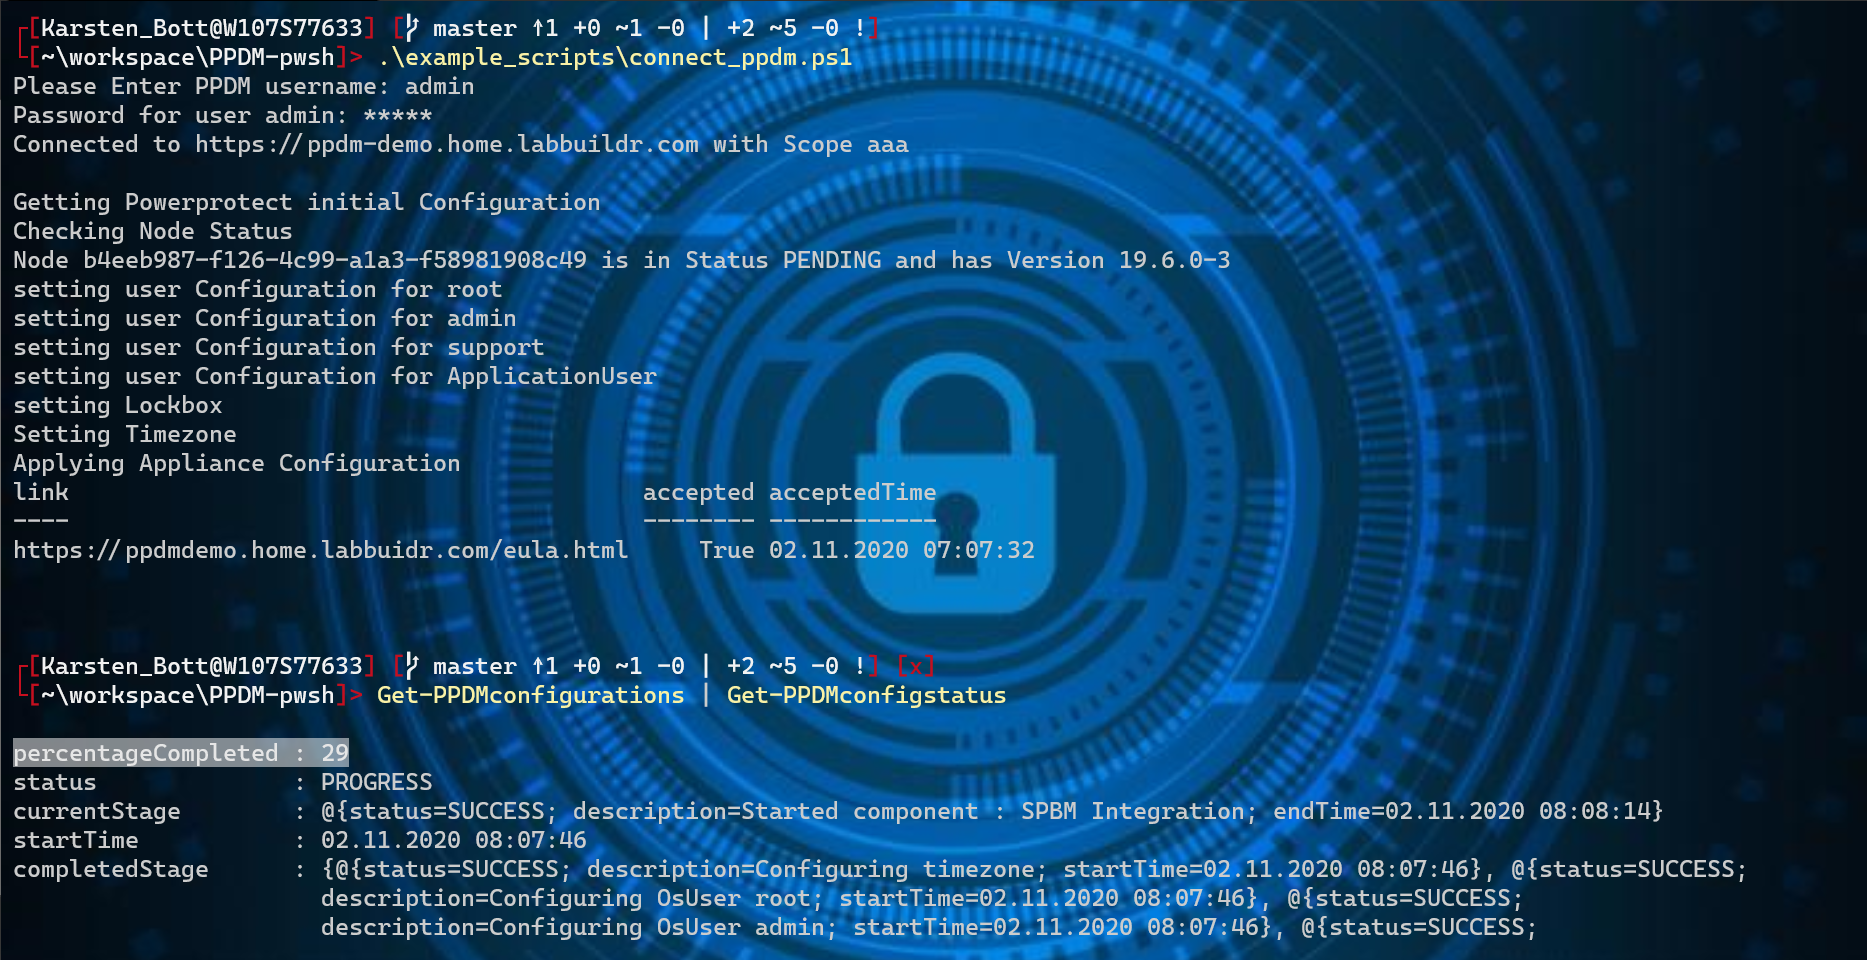 [Karsten_Bott@W107S77633] [ master ↑1 +0 ~1 -0 | +2 ~5 -0 !]
[~\workspace\PPDM-pwsh]> .\example_scripts\connect_ppdm.ps1
Please Enter PPDM username: admin
Password for user admin: *****
Connected to https://ppdm-demo.home.labbuildr.com with Scope aaa
Getting Powerprotect initial Configuration
Checking Node Status
Node b4eeb987-f126-4c99-a1a3-f58981908c49 is in Status PENDING and has Version 19.6.0-3
setting user Configuration for root
setting user Configuration for admin
setting user Configuration for support
setting user Configuration for ApplicationUser
setting Lockbox
Setting Timezone
Applying Appliance Configuration
link accepted acceptedTime
---- -------- ------------
https://ppdmdemo.home.labbuidr.com/eula.html True 02.11.2020 07:07:32
[Karsten_Bott@W107S77633] [ master ↑1 +0 ~1 -0 | +2 ~5 -0 !] [x]
[~\workspace\PPDM-pwsh]> Get-PPDMconfigurations | Get-PPDMconfigstatus
percentageCompleted : 29
status : PROGRESS
currentStage : @{status=SUCCESS; description=Started component : SPBM Integration; endTime=02.11.2020 08:08:14}
startTime : 02.11.2020 08:07:46
completedStage : {@{status=SUCCESS; description=Configuring timezone; startTime=02.11.2020 08:07:46}, @{status=SUCCESS;
description=Configuring OsUser root; startTime=02.11.2020 08:07:46}, @{status=SUCCESS;
description=Configuring OsUser admin; startTime=02.11.2020 08:07:46}, @{status=SUCCESS;